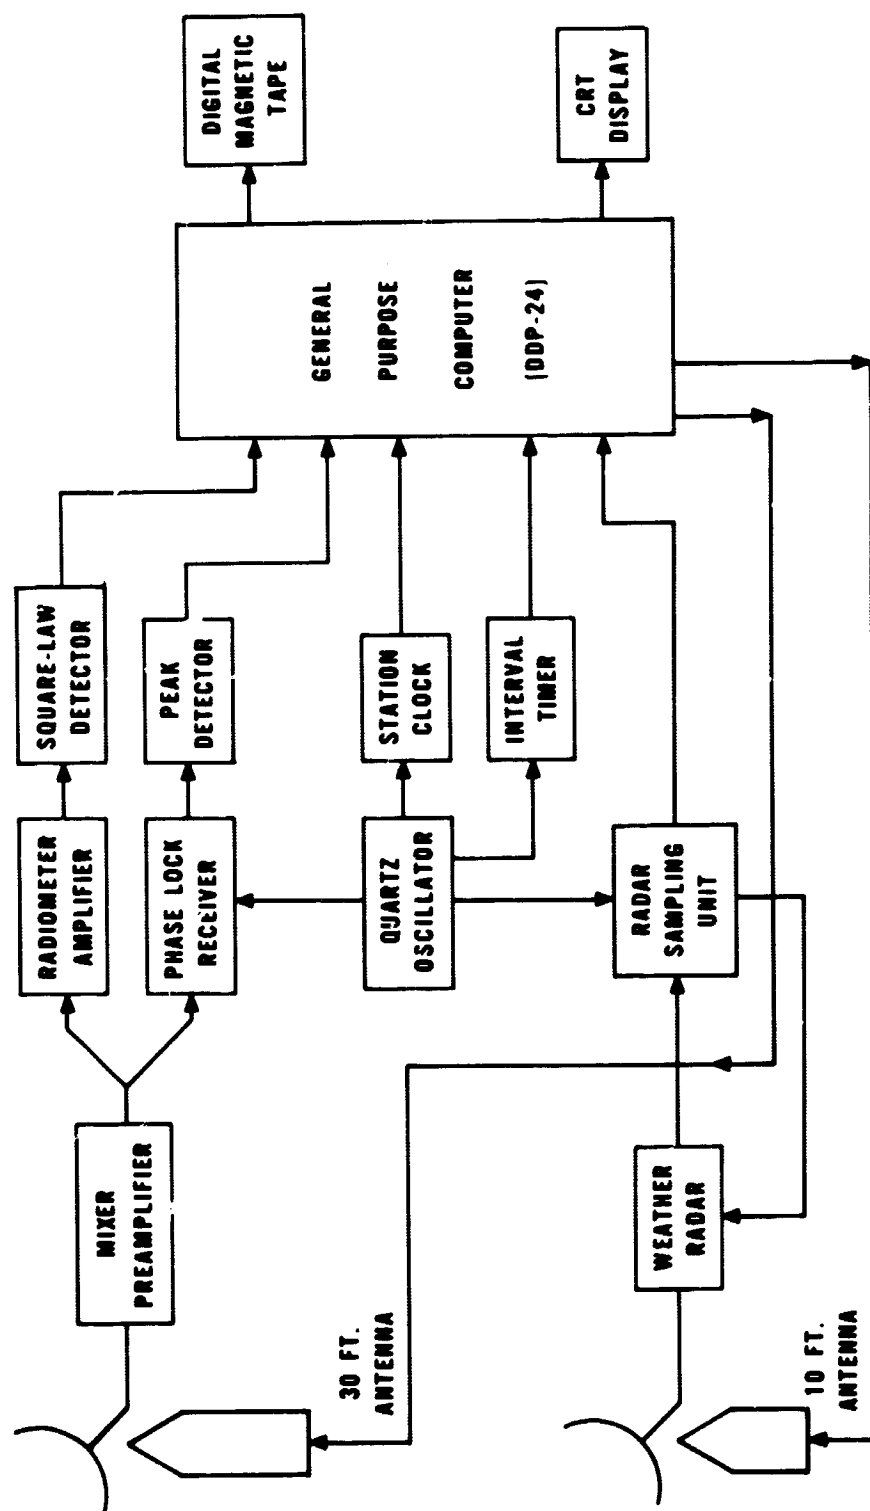 30 FT.
ANTENNA
MIXER
PREAMPLIFIER
RADIOMETER
AMPLIFIER
SQUARE-LAW
DETECTOR
PHASE LOCK
RECEIVER
PEAK
DETECTOR
QUARTZ
OSCILLATOR
STATION
CLOCK
INTERVAL
TIMER
10 FT.
ANTENNA
WEATHER
RADAR
RADAR
SAMPLING
UNIT
GENERAL
PURPOSE
COMPUTER
(DDP-24)
DIGITAL
MAGNETIC
TAPE
CRT
DISPLAY